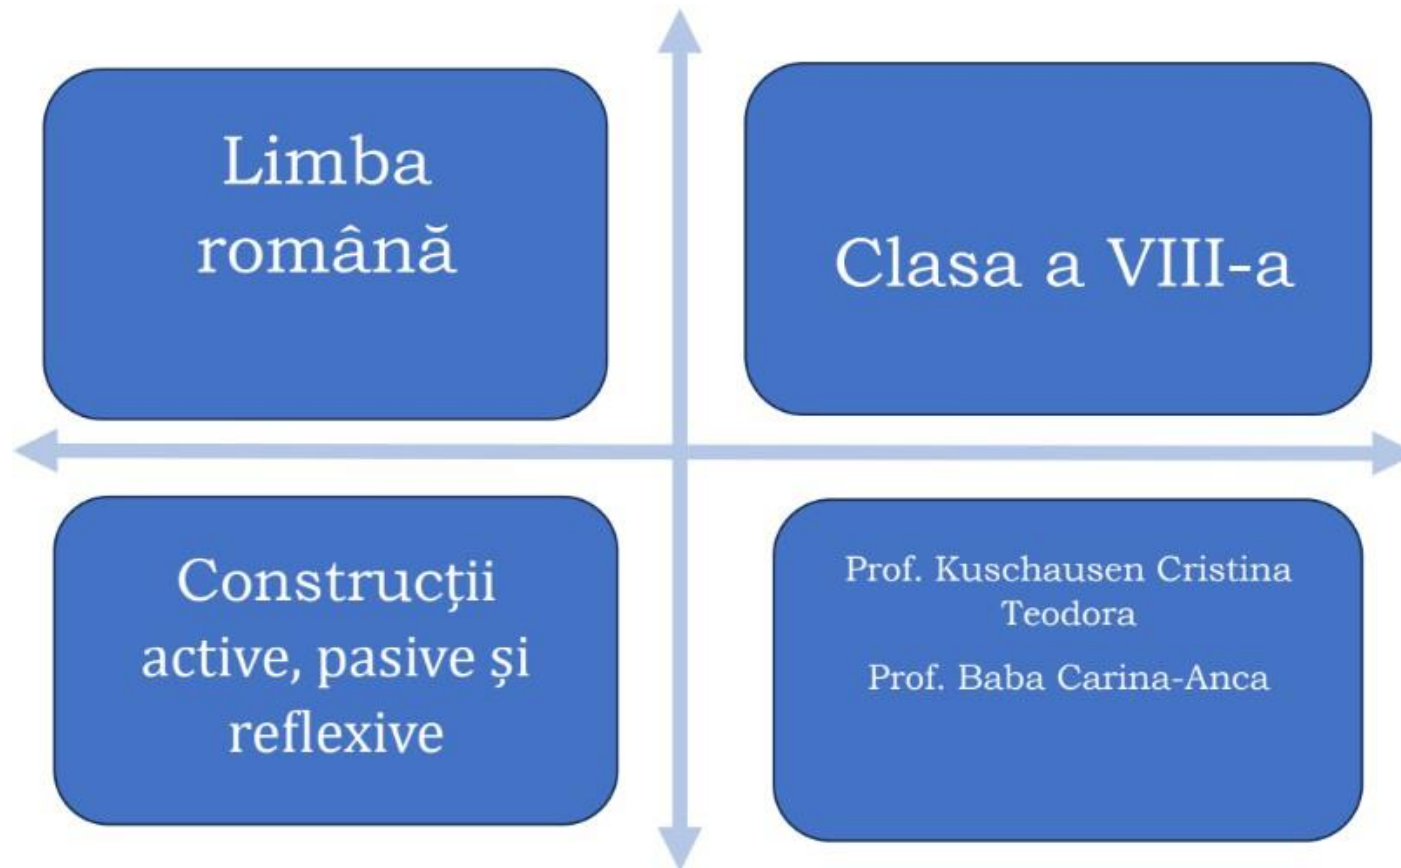 Limba
română
Clasa a VIII-a
Construcții
active, pasive și
reflexive
Prof. Kuschausen Cristina
Teodora
Prof. Baba Carina-Anca